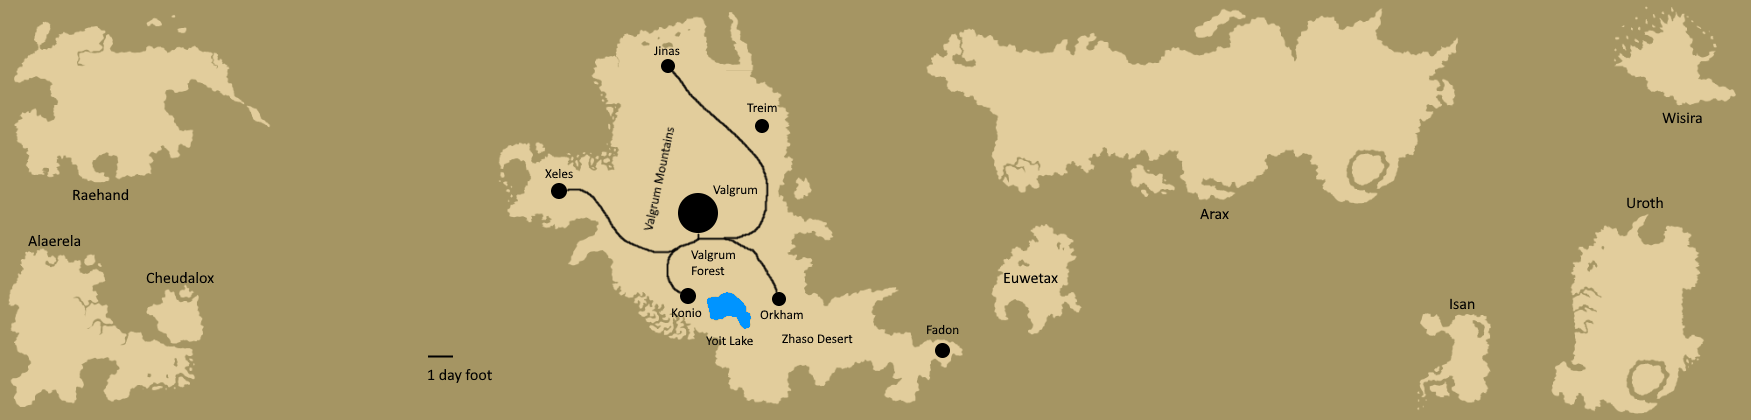 Jinas
Treim
Wisira
Valgrum Mountains
Xeles
Valgrum
Raehand
Uroth
Arax
Alaerela
Valgrum
Forest
Cheudalox
Euwetax
Isan
Konio
Orkham
Fadon
Yoit Lake
Zhaso Desert
1 day foot